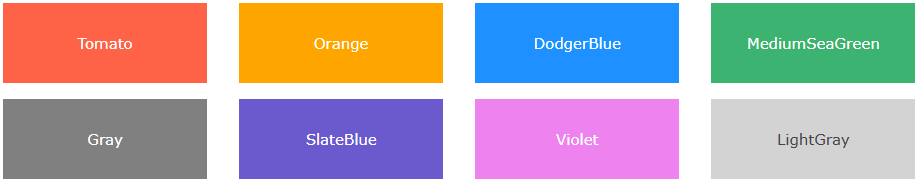 Tomato
Orange
DodgerBlue
MediumSeaGreen
Gray
SlateBlue
Violet
LightGray